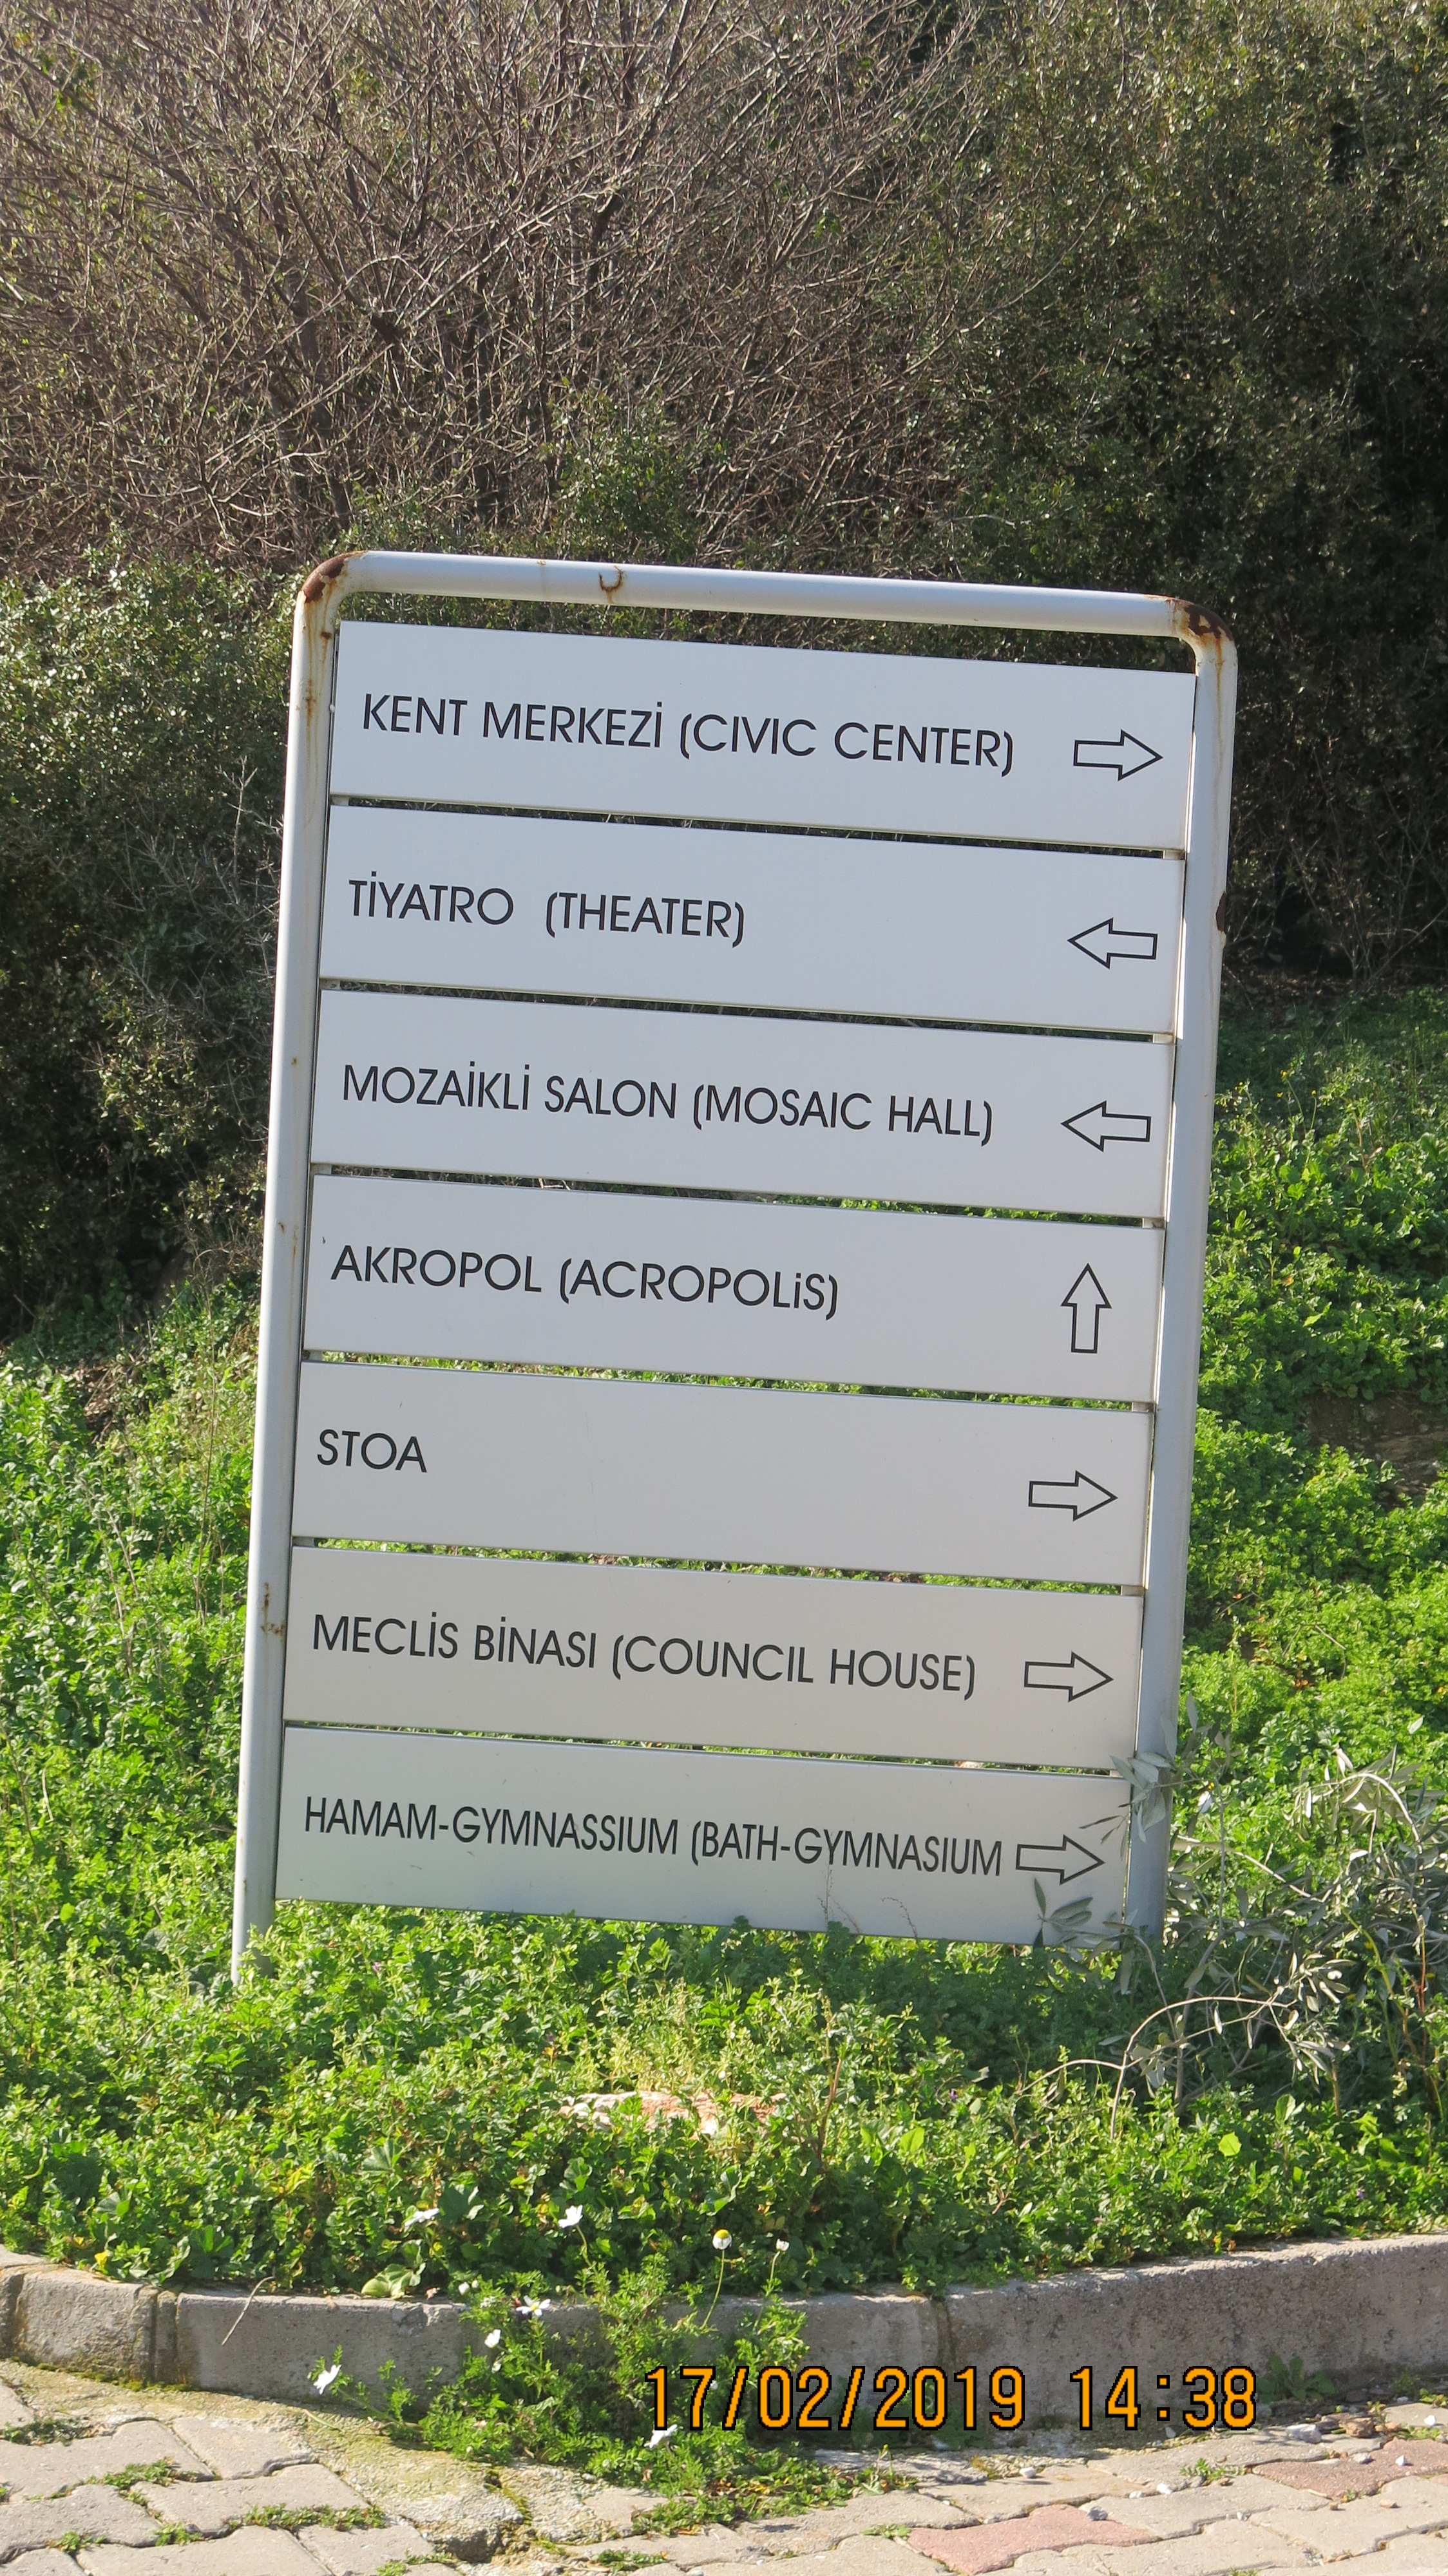 KENT MERKEZİ (CIVIC CENTER)
TİYATRO (THEATER)
MOZAİKLİ SALON (MOSAIC HALL)
AKROPOL (ACROPOLiS)
STOA
MECLİS BİNASI (COUNCIL HOUSE)
HAMAM-GYMNASSIUM (BATH-GYMNASIUM
17/02/2019 14:38